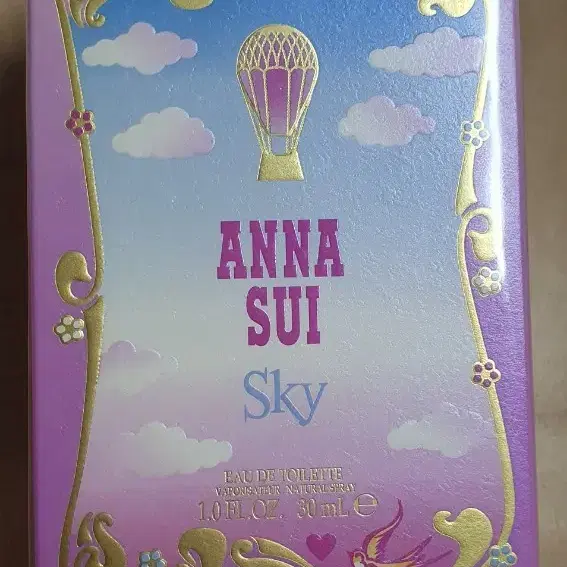 ANNA
SUI
Sky
EAU DE TOILETTE
VAPORISATEUR NATURAL SPRAY
1.0 FL.OZ. 30 mL ℮